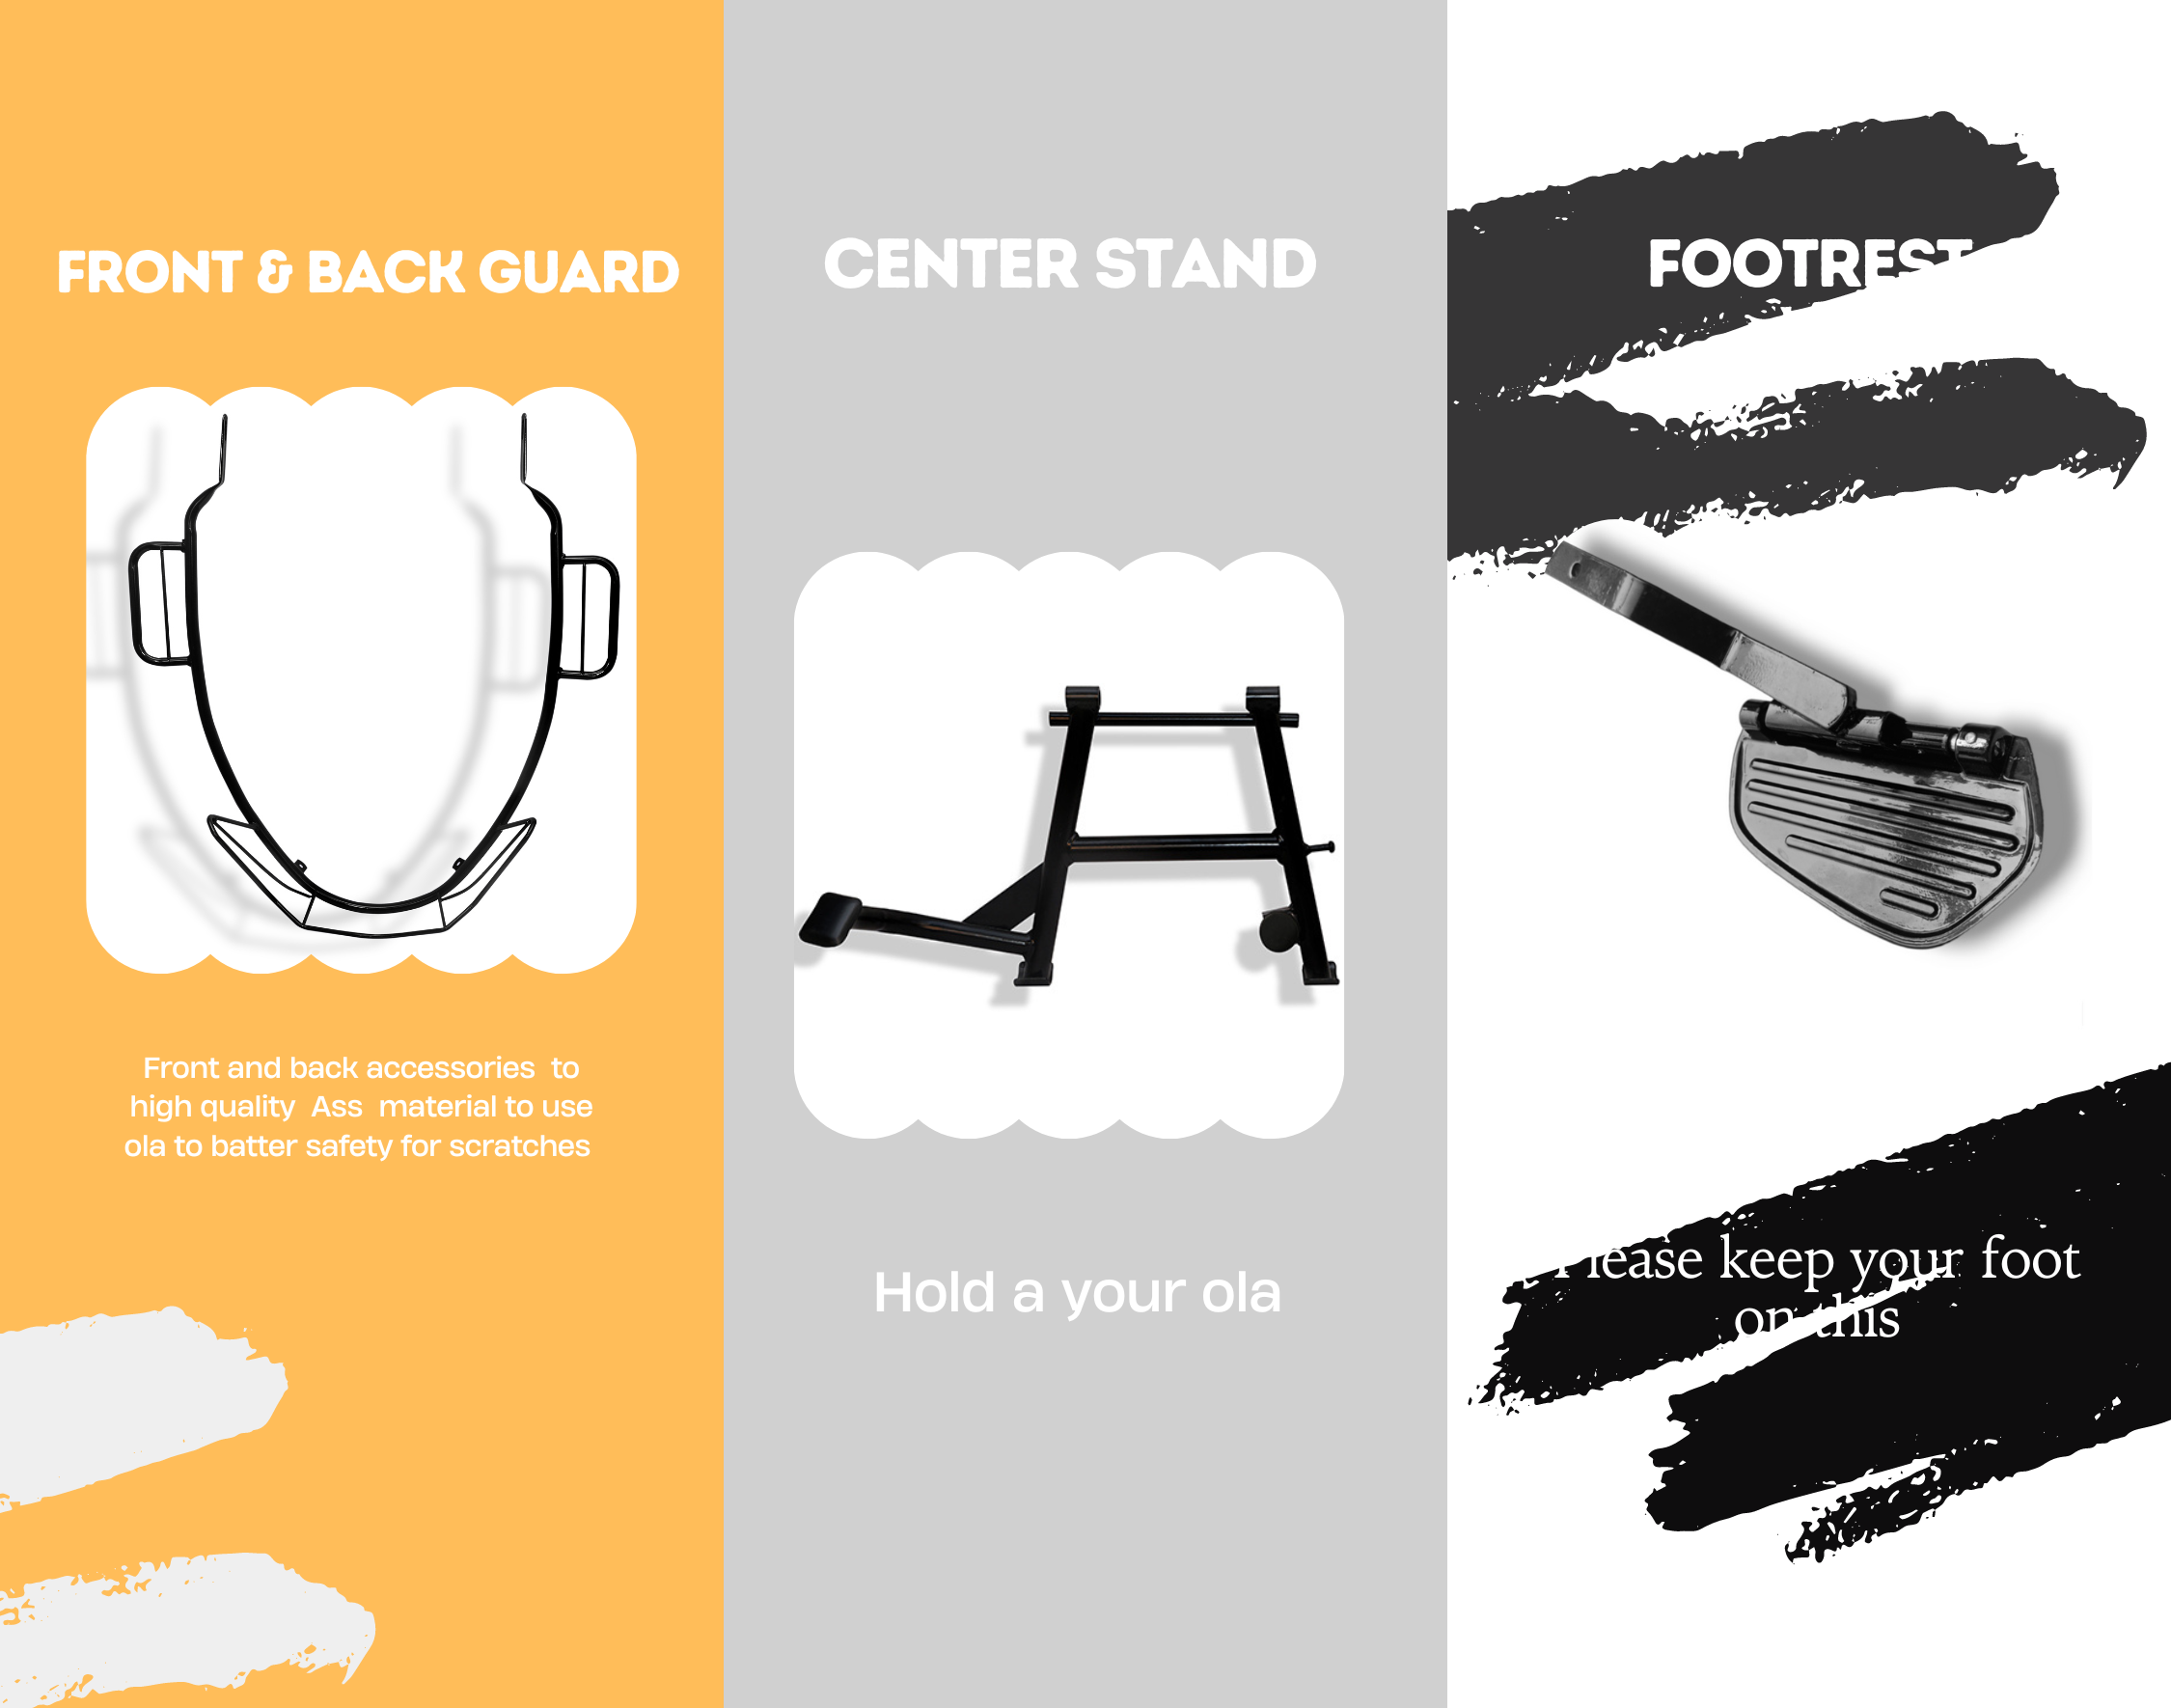 FRONT & BACK GUARD
Front and back accessories to
high quality Ass material to use
ola to batter safety for scratches
CENTER STAND
Hold a your ola
FOOTREST
Please keep your foot
on this